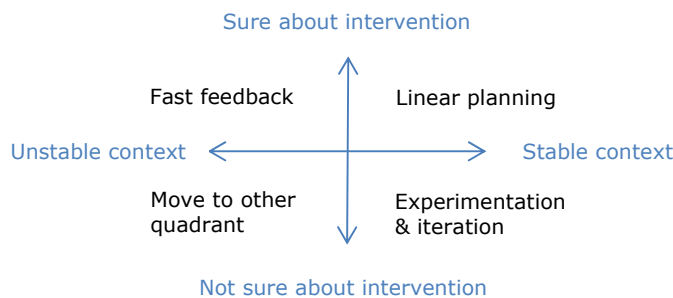 Sure about intervention
Fast feedback
Linear planning
Unstable context
Stable context
Move to other
quadrant
Experimentation
& iteration
Not sure about intervention